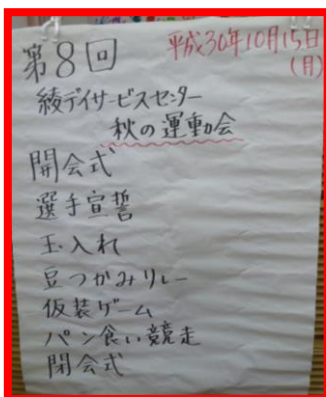 第8回
平成30年10月15日
(月)
綾デイサービスセンター
秋の運動会
開会式
選手宣誓
玉入れ
豆つかみリレー
仮装ゲーム
パン食い競走
閉会式